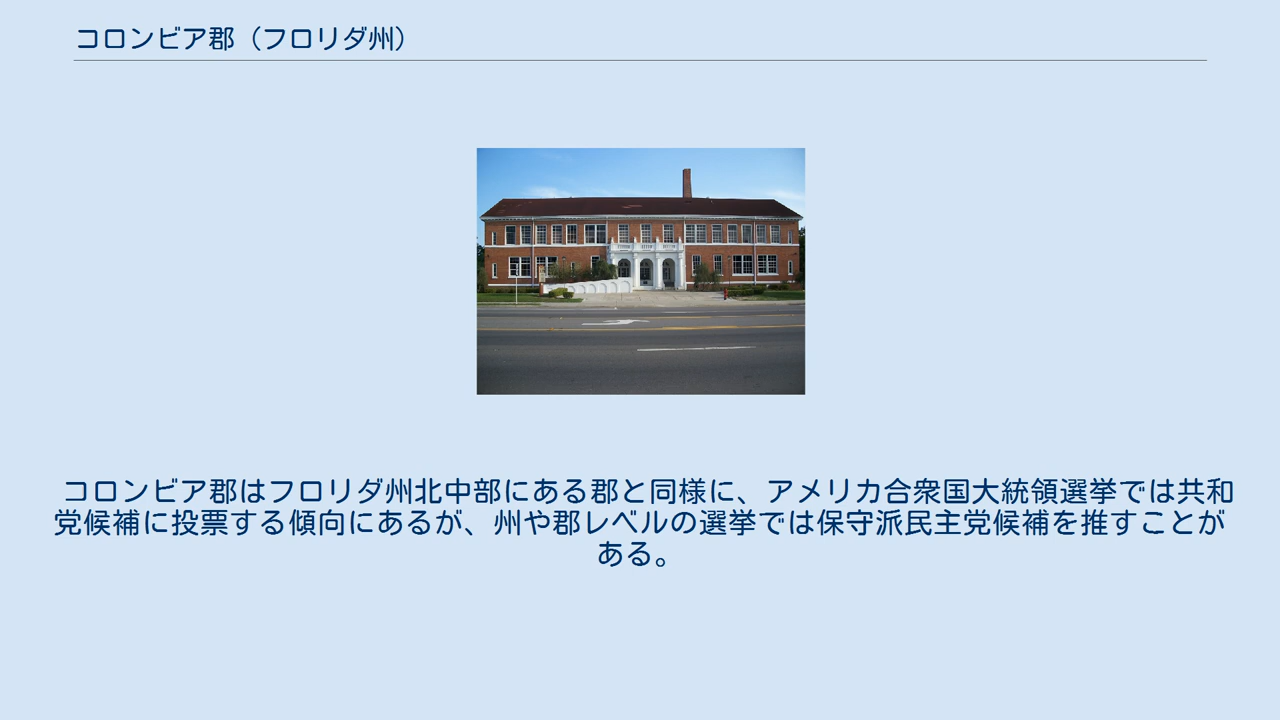 コロンビア郡（フロリダ州）
コロンビア郡はフロリダ州北中部にある郡と同様に、アメリカ合衆国大統領選挙では共和
党候補に投票する傾向にあるが、州や郡レベルの選挙では保守派民主党候補を推すことが
ある。